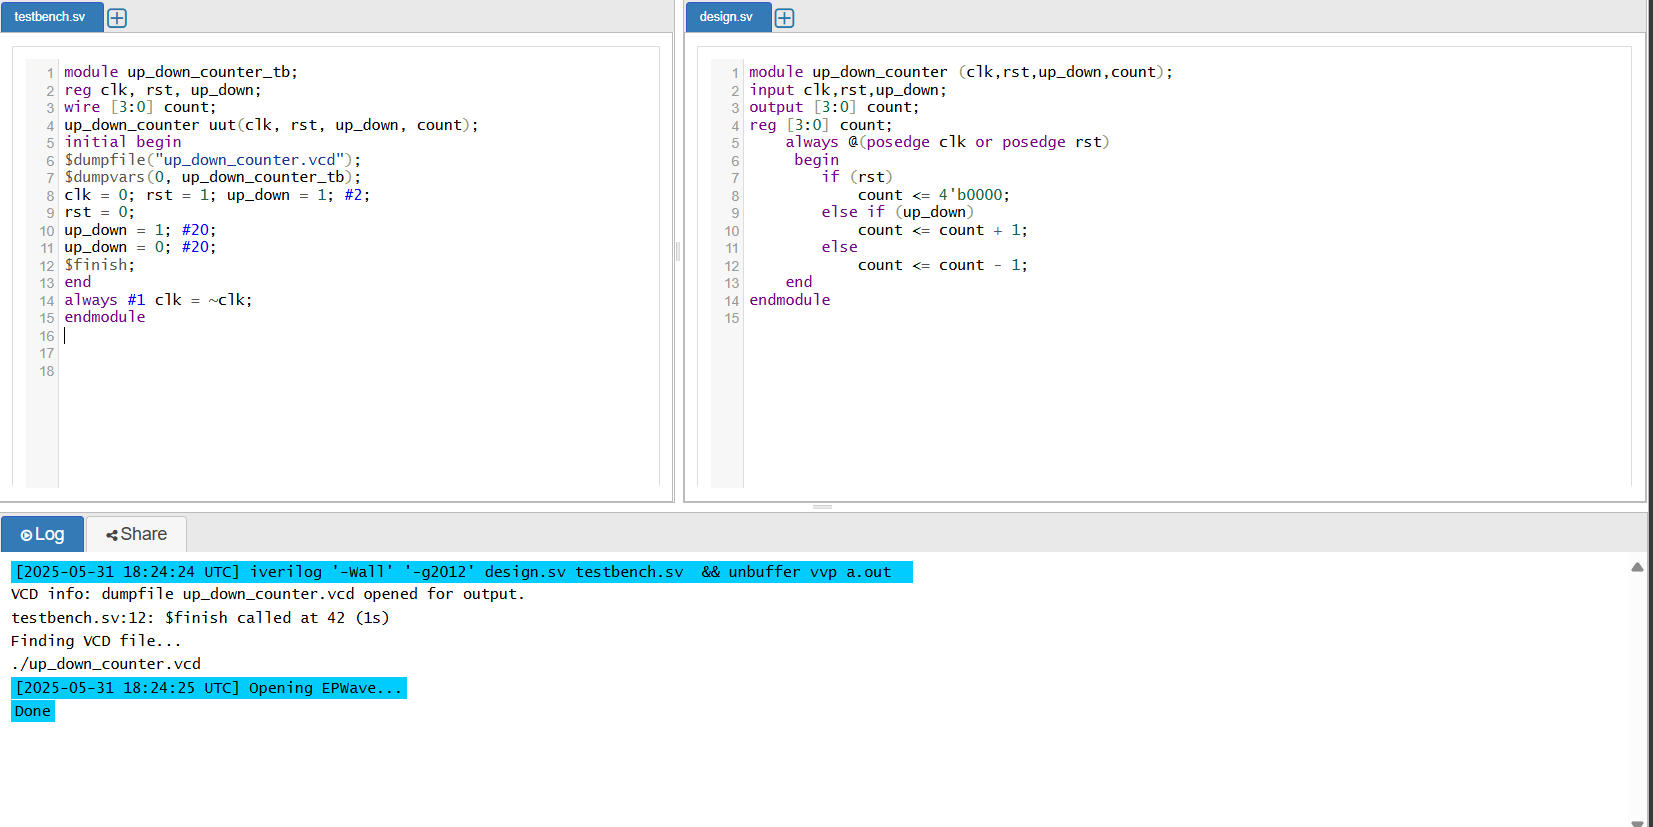 testbench.sv
1 module up_down_counter_tb;
2 reg clk, rst, up_down;
3 wire [3:0] count;
4 up_down_counter uut(clk, rst, up_down, count);
5 initial begin
6 $dumpfile("up_down_counter.vcd");
7 $dumpvars(0, up_down_counter_tb);
8 clk = 0; rst = 1; up_down = 1; #2;
9 rst = 0;
10 up_down = 1; #20;
11 up_down = 0; #20;
12 $finish;
13 end
14 always #1 clk = ~clk;
15 endmodule
16
17
18
design.sv
1 module up_down_counter (clk,rst,up_down,count);
2 input clk,rst,up_down;
3 output [3:0] count;
4 reg [3:0] count;
5 always @(posedge clk or posedge rst)
6 begin
7 if (rst)
8 count <= 4'b0000;
9 else if (up_down)
10 count <= count + 1;
11 else
12 count <= count - 1;
13 end
14 endmodule
15
Log
Share
[2025-05-31 18:24:24 UTC] iverilog '-Wall' '-g2012' design.sv testbench.sv && unbuffer vvp a.out
VCD info: dumpfile up_down_counter.vcd opened for output.
testbench.sv:12: $finish called at 42 (1s)
Finding VCD file...
./up_down_counter.vcd
[2025-05-31 18:24:25 UTC] Opening EPWave...
Done